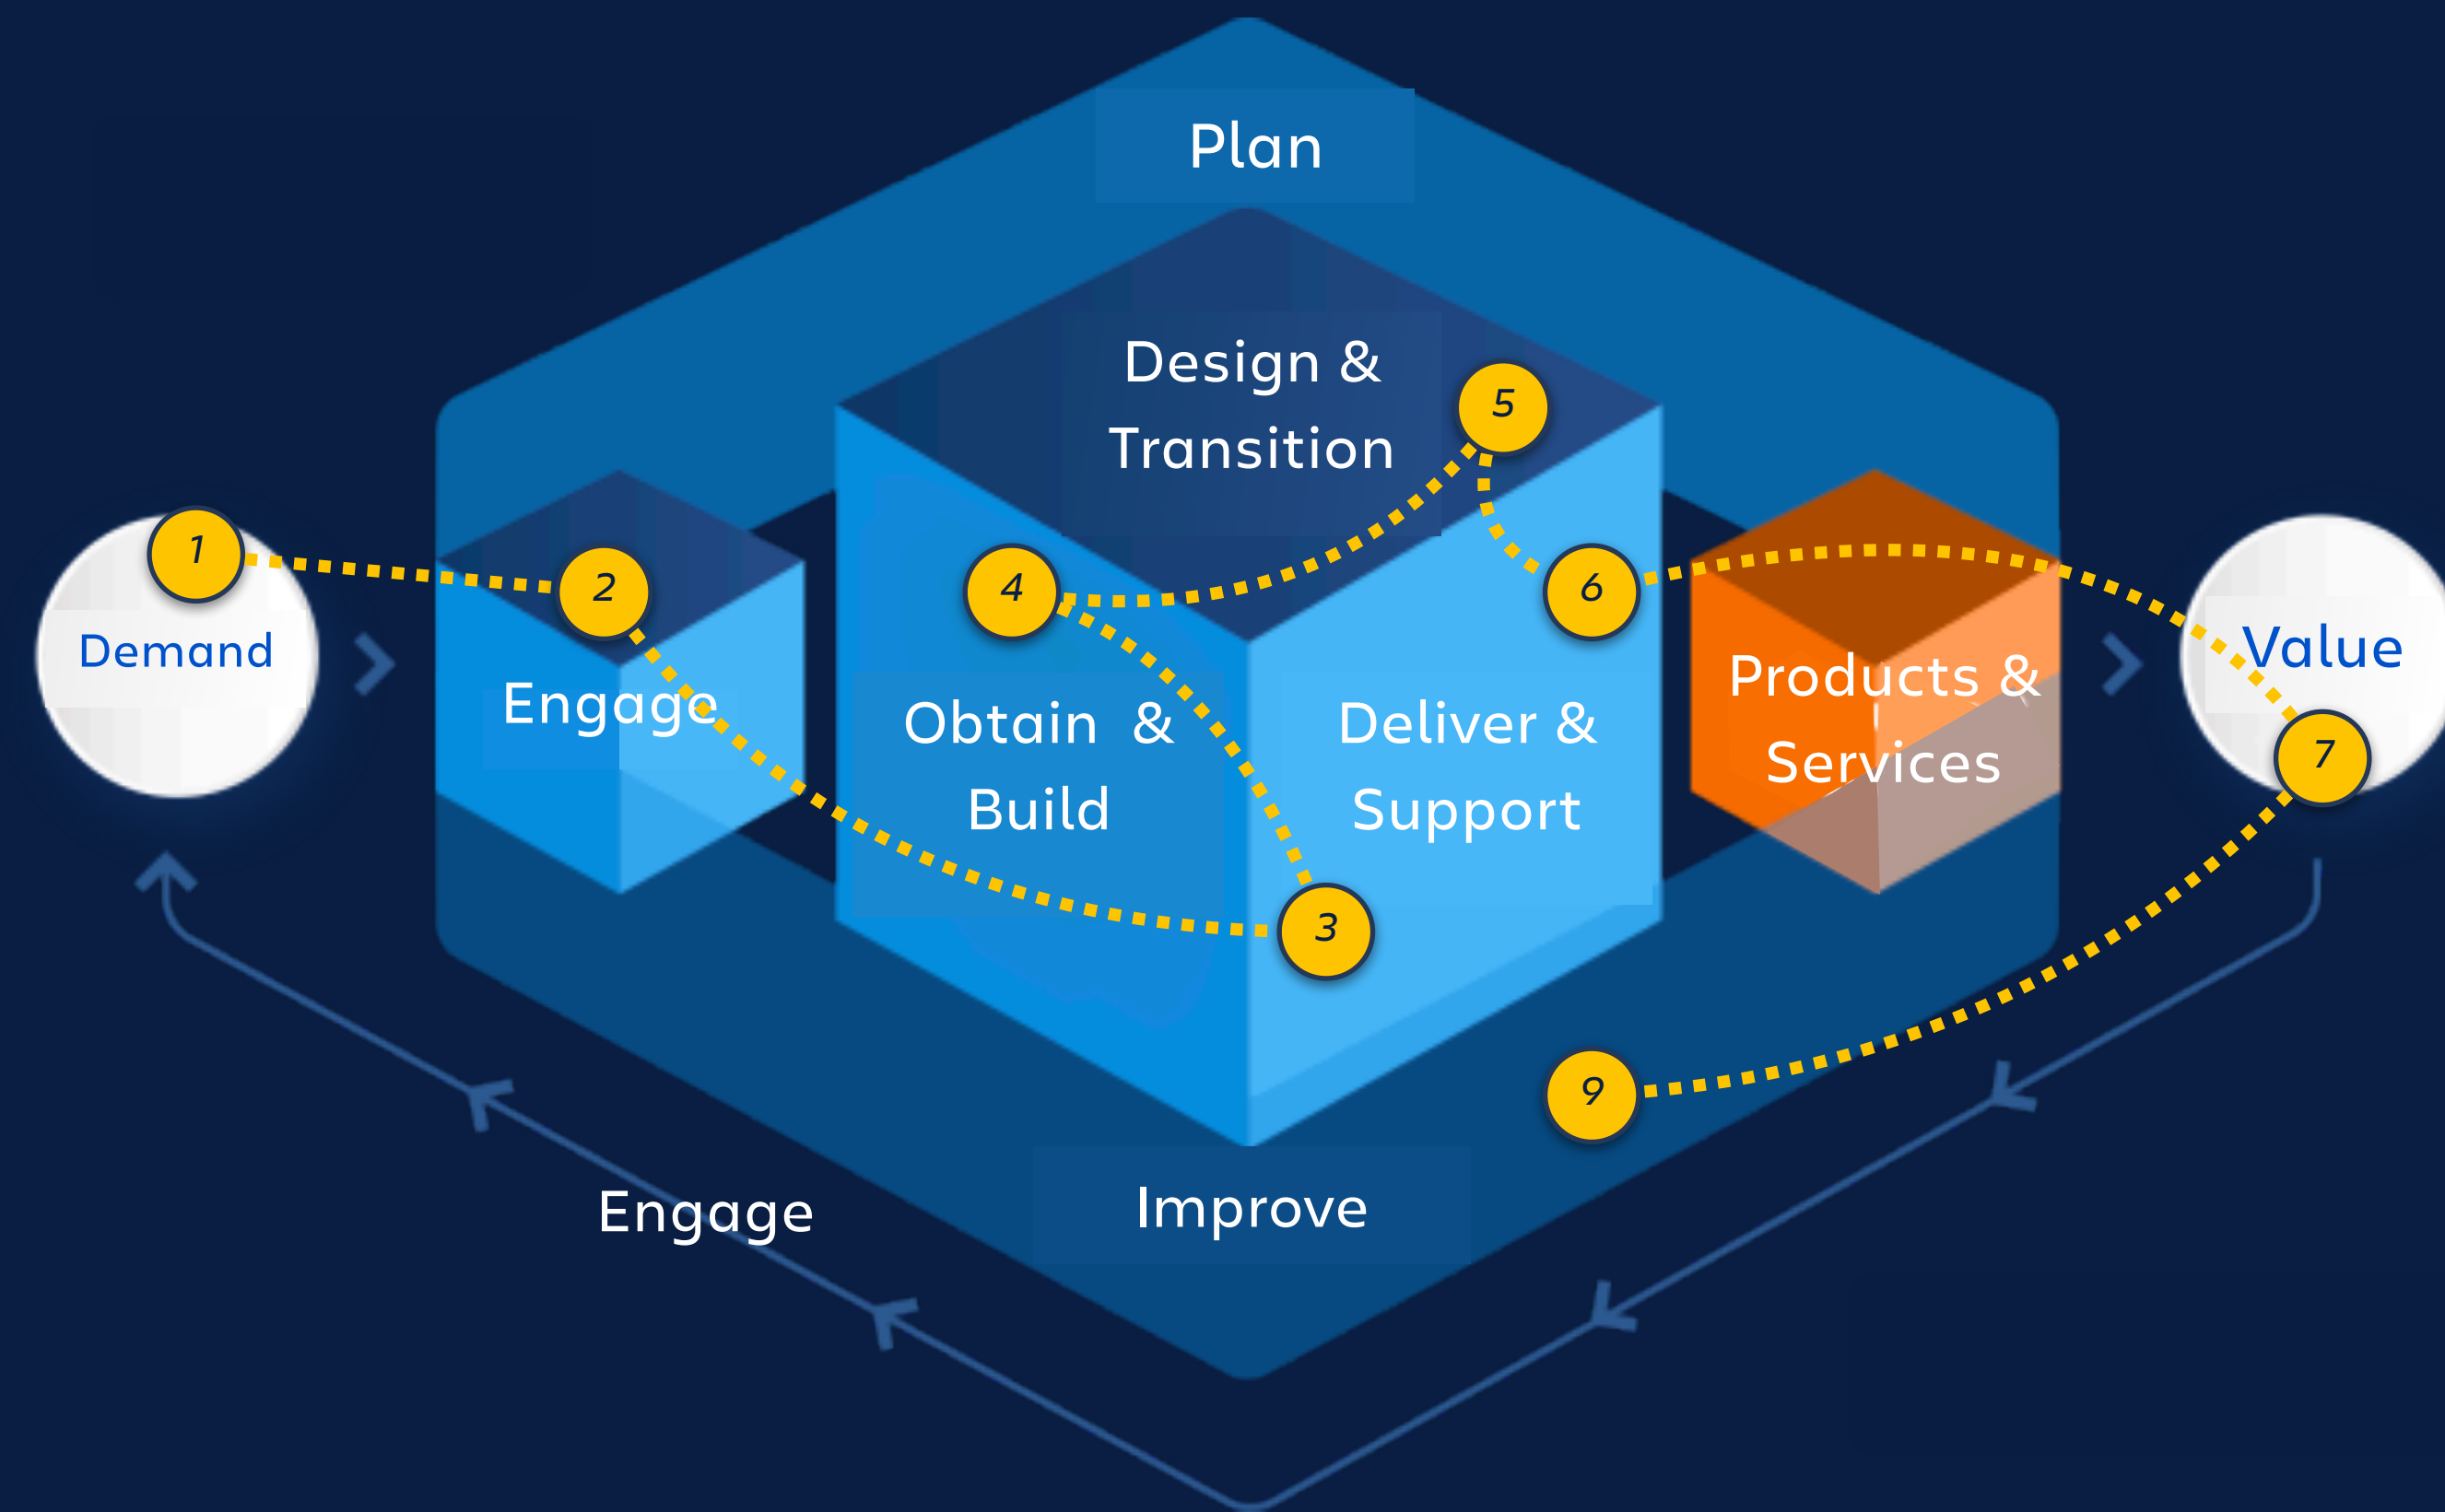 Plan
Design &
Transition
5
1
2
4
6
Demand
Engage
Obtain &
Build
Deliver &
Support
Products &
Services
Value
7
3
9
Engage
Improve